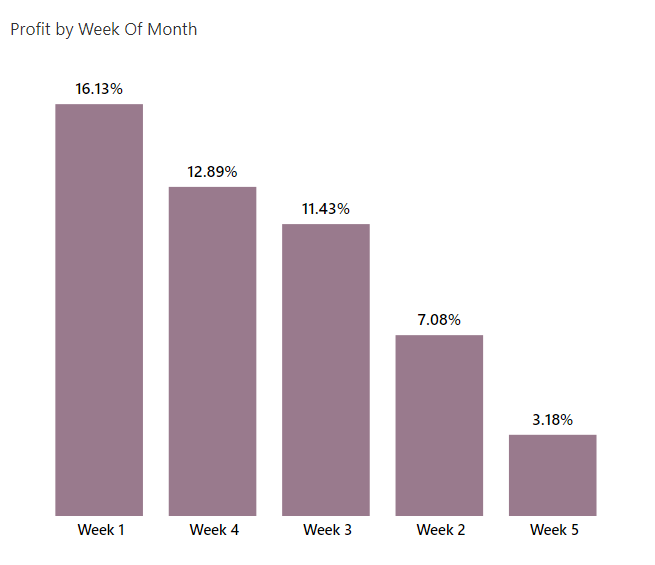 Profit by Week Of Month
16.13%
12.89%
11.43%
7.08%
3.18%
Week 1
Week 4
Week 3
Week 2
Week 5